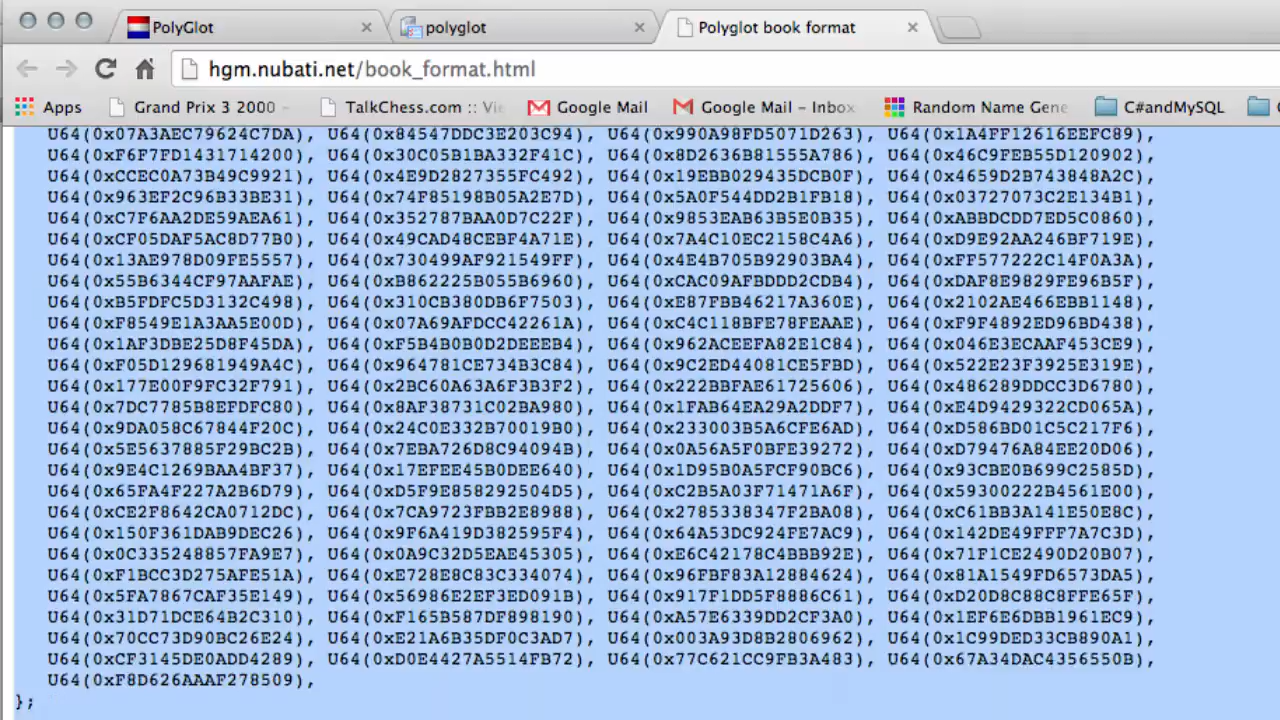 PolyGlot polyglot Polyglot book format
hgm.nubati.net/book_format.html
Apps Grand Prix 3 2000 - TalkChess.com :: Vie Google Mail Google Mail - Inbox Random Name Gene C#andMySQL
U64(0x07A3AEC79624C7DA), U64(0x84547DDC3E203C94), U64(0x990A98FD5071D263), U64(0x1A4FF12616EEFC89),
U64(0xF6F7FD1431714200), U64(0x30C05B1BA332F41C), U64(0x8D2636B81555A786), U64(0x46C9FEB55D120902),
U64(0xCCEC0A73B49C9921), U64(0x4E9D2827355FC492), U64(0x19EBB029435DCB0F), U64(0x4659D2B743848A2C),
U64(0x963EF2C96B33BE31), U64(0x74F85198B05A2E7D), U64(0x5A0F544DD2B1FB18), U64(0x03727073C2E134B1),
U64(0xC7F6AA2DE59AEA61), U64(0x352787BAA0D7C22F), U64(0x9853EAB63B5E0B35), U64(0xABBDCDD7ED5C0860),
U64(0xCF05DAF5AC8D77B0), U64(0x49CAD48CEBF4A71E), U64(0x7A4C10EC2158C4A6), U64(0xD9E92AA246BF719E),
U64(0x13AE978D09FE5557), U64(0x730499AF921549FF), U64(0x4E4B705B92903BA4), U64(0xFF577222C14F0A3A),
U64(0x55B6344CF97AAFAE), U64(0xB862225B055B6960), U64(0xCAC09AFBDDD2CDB4), U64(0xDAF8E9829FE96B5F),
U64(0xB5FDFC5D3132C498), U64(0x310CB380DB6F7503), U64(0xE87FBB46217A360E), U64(0x2102AE466EBB1148),
U64(0xF8549E1A3AA5E00D), U64(0x07A69AFDCC42261A), U64(0xC4C118BFE78FEAAE), U64(0xF9F4892ED96BD438),
U64(0x1AF3DBE25D8F45DA), U64(0xF5B4B0B0D2DEEEB4), U64(0x962ACEEFA82E1C84), U64(0x046E3ECAAF453CE9),
U64(0xF05D129681949A4C), U64(0x964781CE734B3C84), U64(0x9C2ED44081CE5FBD), U64(0x522E23F3925E319E),
U64(0x177E00F9FC32F791), U64(0x2BC60A63A6F3B3F2), U64(0x222BBFAE61725606), U64(0x486289DDCC3D6780),
U64(0x7DC7785B8EFDFC80), U64(0x8AF38731C02BA980), U64(0x1FAB64EA29A2DDF7), U64(0xE4D9429322CD065A),
U64(0x9DA058C67844F20C), U64(0x24C0E332B70019B0), U64(0x233003B5A6CFE6AD), U64(0xD586BD01C5C217F6),
U64(0x5E5637885F29BC2B), U64(0x7EBA726D8C94094B), U64(0x0A56A5F0BFE39272), U64(0xD79476A84EE20D06),
U64(0x9E4C1269BAA4BF37), U64(0x17EFEE45B0DEE640), U64(0x1D95B0A5FCF90BC6), U64(0x93CBE0B699C2585D),
U64(0x65FA4F227A2B6D79), U64(0xD5F9E858292504D5), U64(0xC2B5A03F71471A6F), U64(0x59300222B4561E00),
U64(0xCE2F8642CA0712DC), U64(0x7CA9723FBB2E8988), U64(0x2785338347F2BA08), U64(0xC61BB3A141E50E8C),
U64(0x150F361DAB9DEC26), U64(0x9F6A419D382595F4), U64(0x64A53DC924FE7AC9), U64(0x142DE49FFF7A7C3D),
U64(0x0C335248857FA9E7), U64(0x0A9C32D5EAE45305), U64(0xE6C42178C4BBB92E), U64(0x71F1CE2490D20B07),
U64(0xF1BCC3D275AFE51A), U64(0xE728E8C83C334074), U64(0x96FBF83A12884624), U64(0x81A1549FD6573DA5),
U64(0x5FA7867CAF35E149), U64(0x56986E2EF3ED091B), U64(0x917F1DD5F8886C61), U64(0xD20D8C88C8FFE65F),
U64(0x31D71DCE64B2C310), U64(0xF165B587DF898190), U64(0xA57E6339DD2CF3A0), U64(0x1EF6E6DBB1961EC9),
U64(0x70CC73D90BC26E24), U64(0xE21A6B35DF0C3AD7), U64(0x003A93D8B2806962), U64(0x1C99DED33CB890A1),
U64(0xCF3145DE0ADD4289), U64(0xD0E4427A5514FB72), U64(0x77C621CC9FB3A483), U64(0x67A34DAC4356550B),
U64(0xF8D626AAAF278509),
};